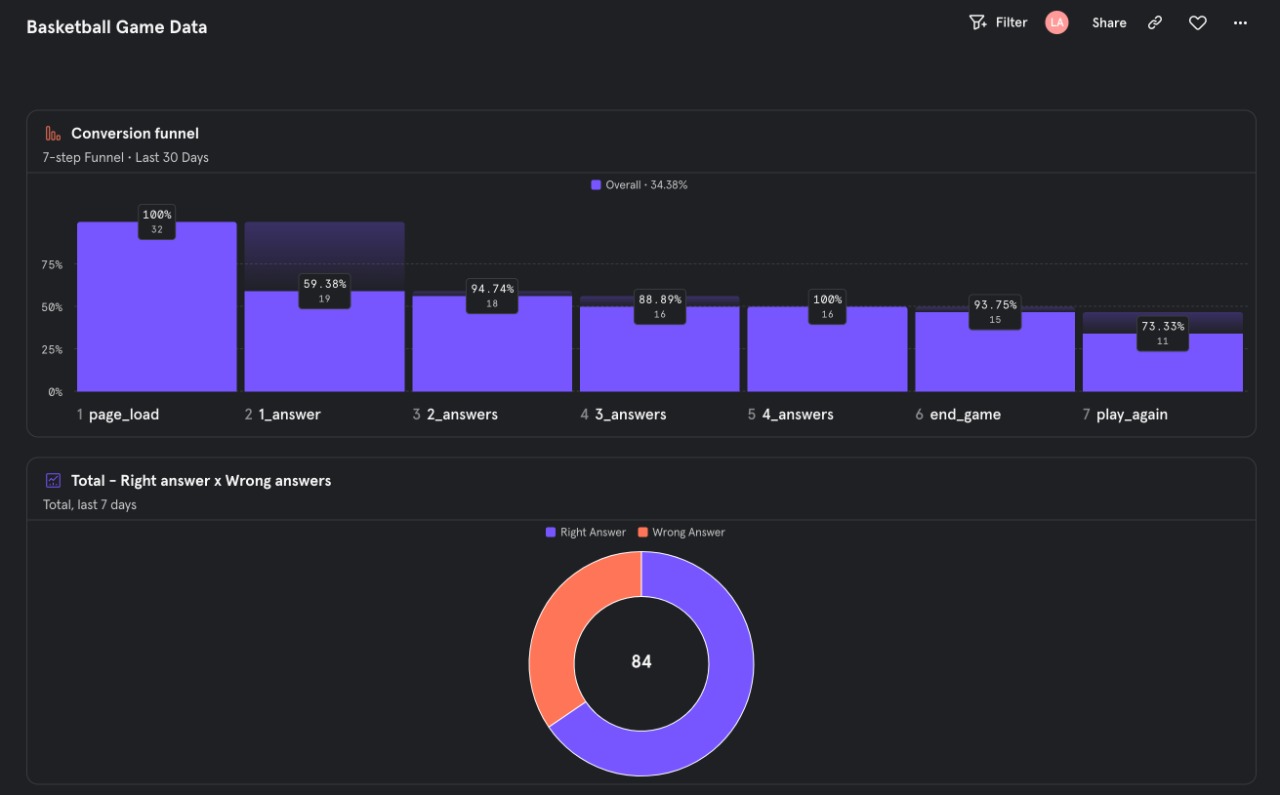 Basketball Game Data
Filter LA Share
Conversion funnel
7-step Funnel • Last 30 Days
Overall • 34.38%
75%
50%
25%
0%
100%
32
59.38%
19
94.74%
18
88.89%
16
100%
16
93.75%
15
73.33%
11
1 page_load
2 1_answer
3 2_answers
4 3_answers
5 4_answers
6 end_game
7 play_again
Total - Right answer x Wrong answers
Total, last 7 days
Right Answer Wrong Answer
84